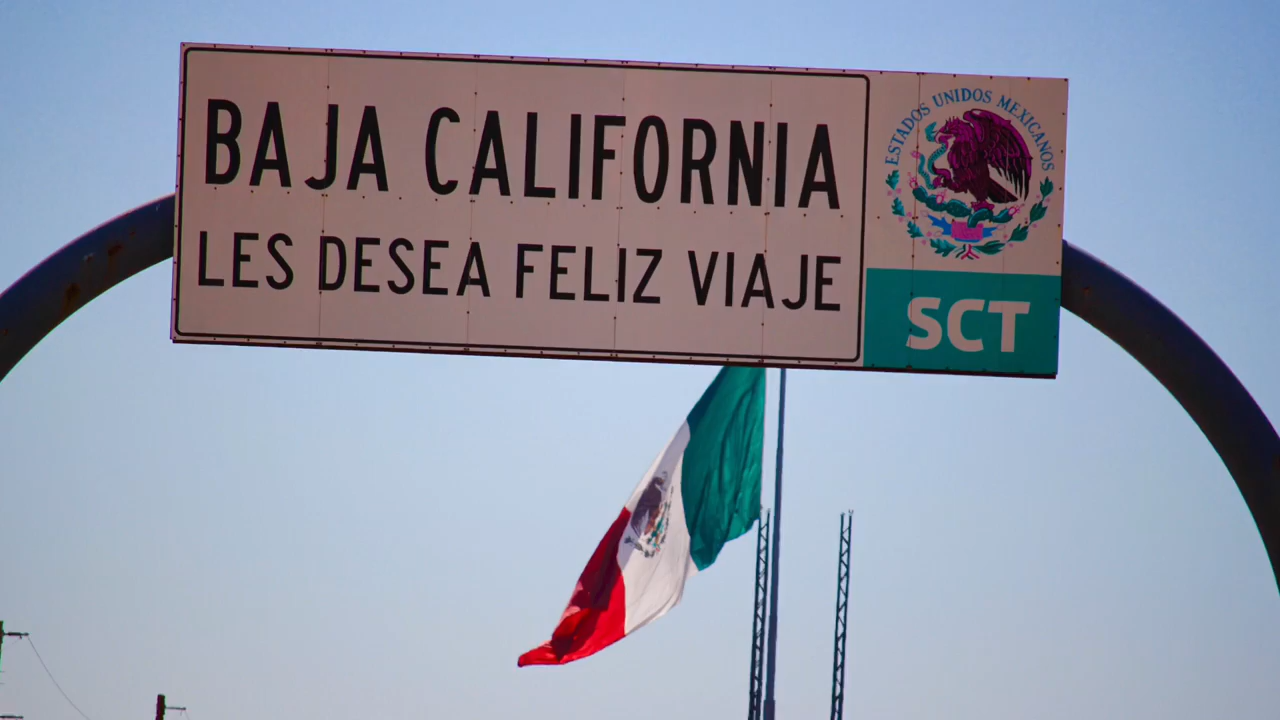 BAJA CALIFORNIA
LES DESEA FELIZ VIAJE
ESTADOS UNIDOS MEXICANOS
SCT